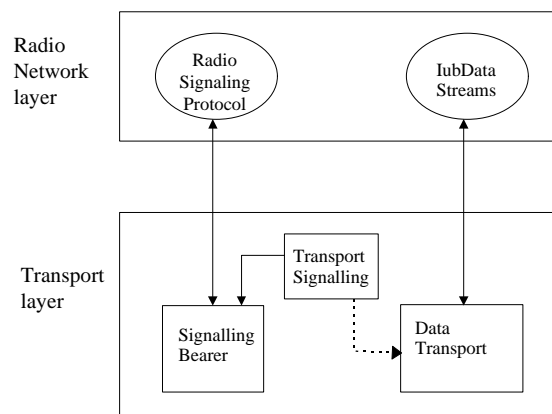 Radio
Network
layer
Radio
Signaling
Protocol
IubData
Streams
Transport
layer
Transport
Signalling
Signalling
Bearer
Data
Transport